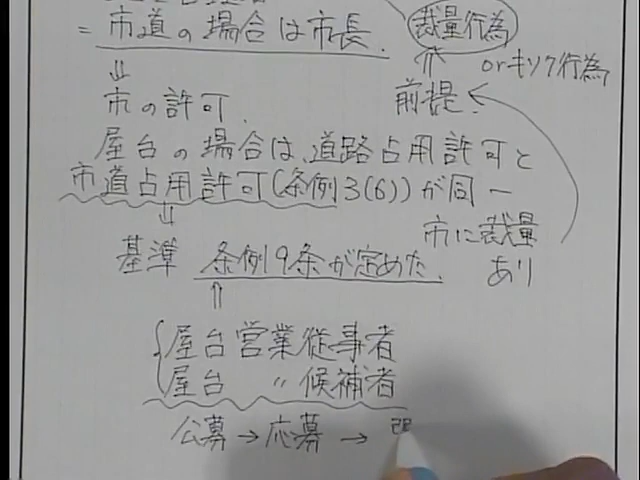 = 市道の場合は市長.
裁量行為
orキソク行為
⇓
市の許可.
前提.
屋台の場合は、道路占用許可と
市道占用許可(条例3(6))が同一
⇓
市に裁量
あり
基準 条例9条が定めた.
⇑
屋台営業従事者
屋台 〃 候補者
公募→応募→